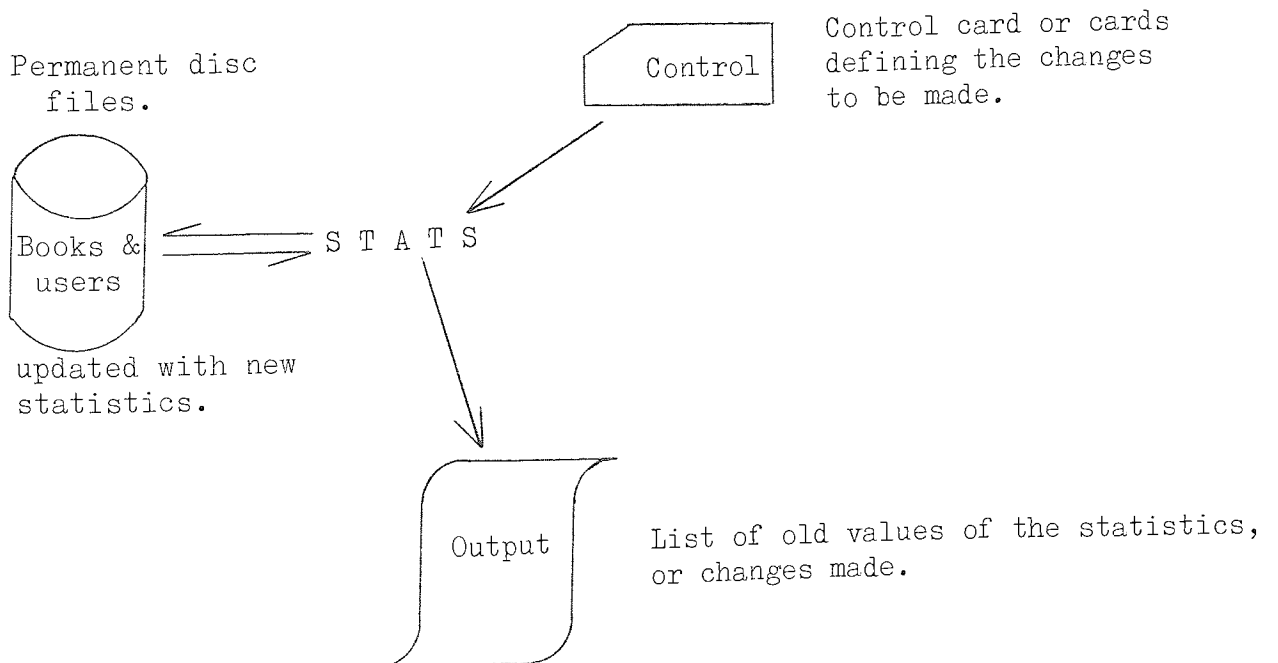 Permanent disc
files.
Books &
users
updated with new
statistics.
Control
Control card or cards
defining the changes
to be made.
S T A T S
Output
List of old values of the statistics,
or changes made.